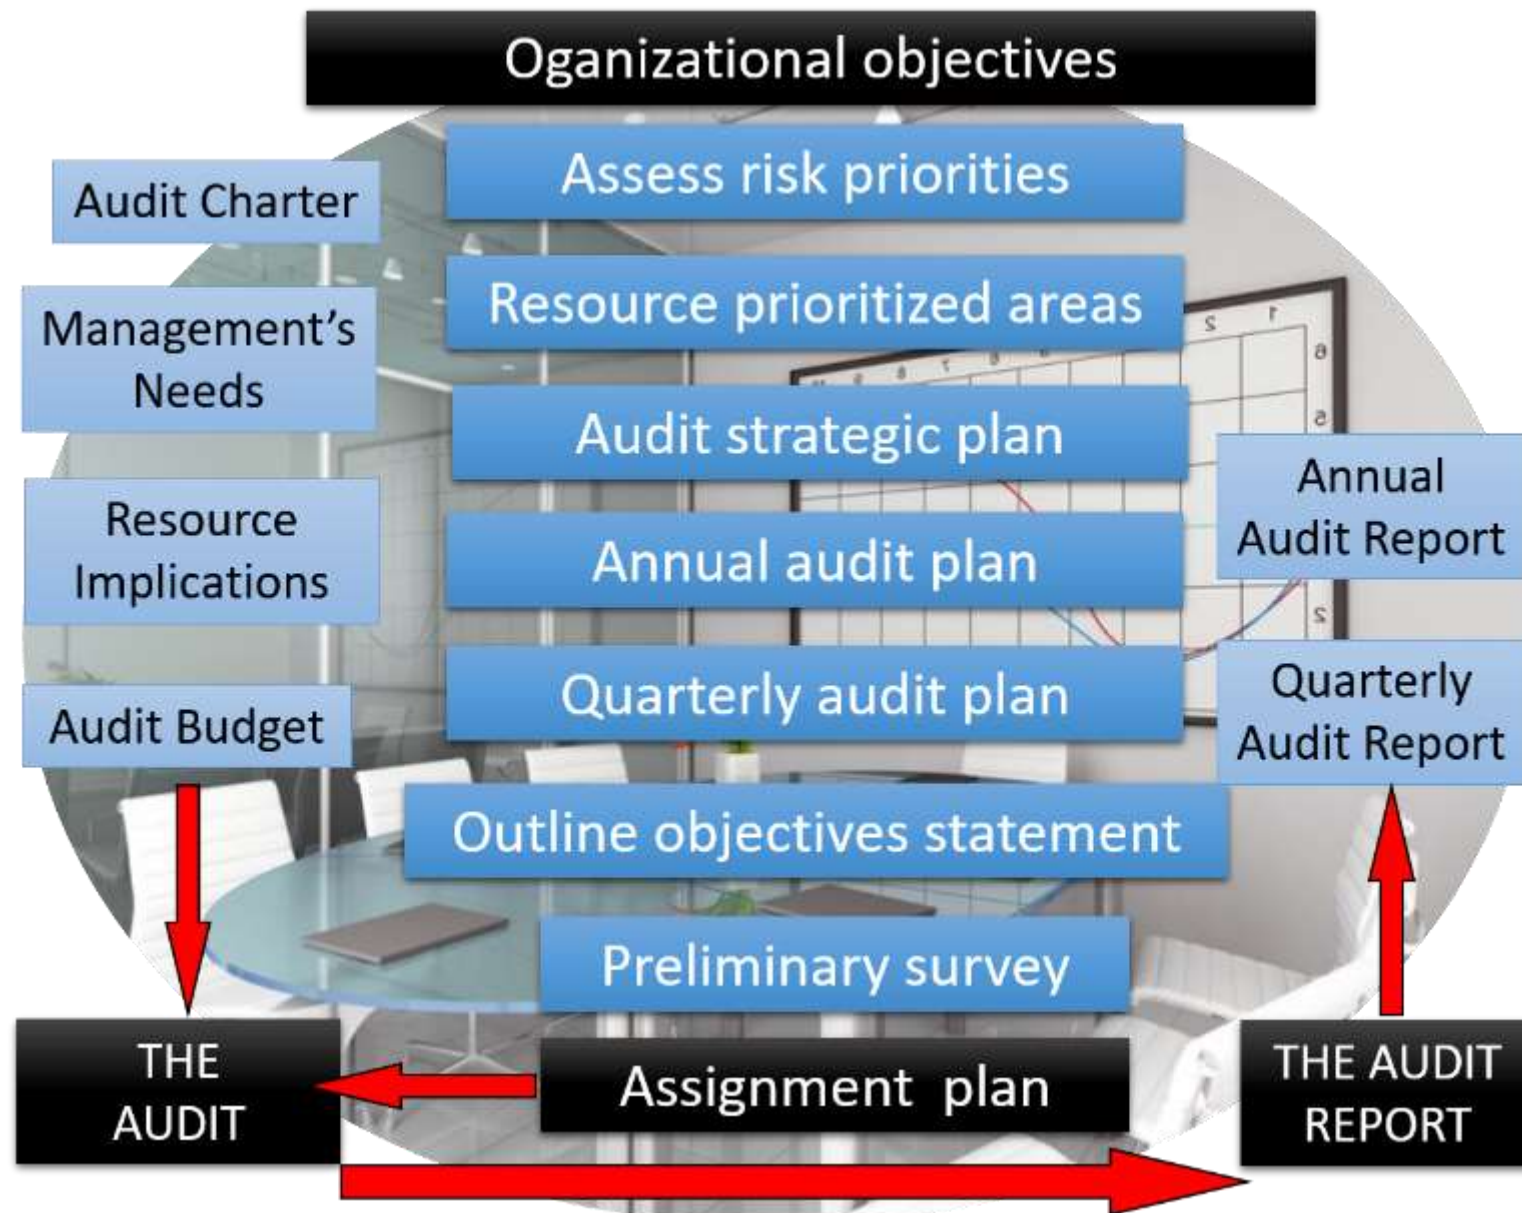 Oganizational objectives
Assess risk priorities
Audit Charter
Resource prioritized areas
Management’s
Needs
Audit strategic plan
Annual
Audit Report
Resource
Implications
Annual audit plan
Quarterly audit plan
Quarterly
Audit Report
Audit Budget
Outline objectives statement
Preliminary survey
THE
AUDIT
Assignment plan
THE AUDIT
REPORT